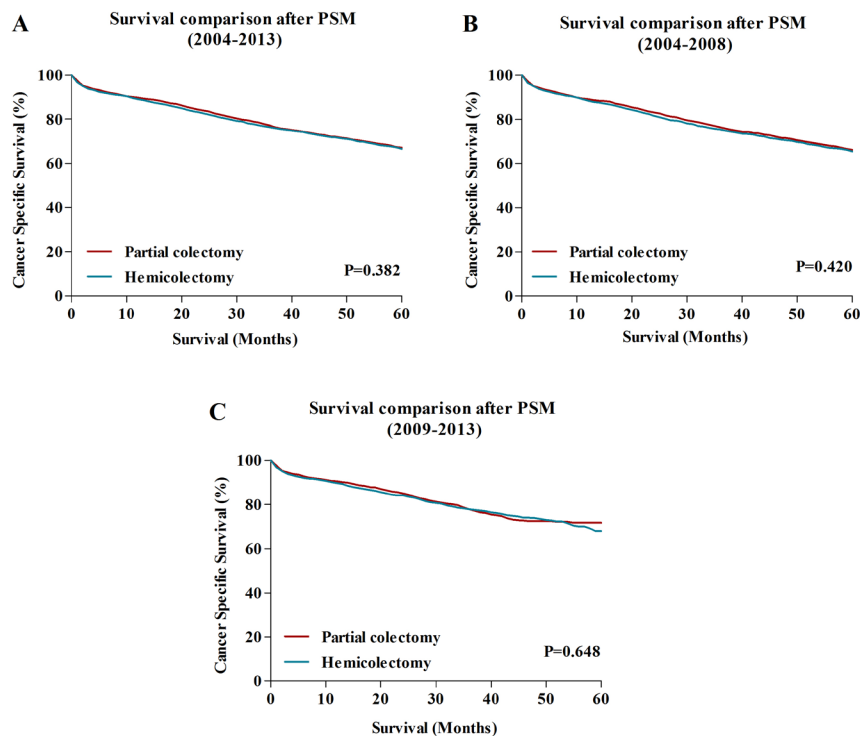 A
Survival comparison after PSM
(2004-2013)
Cancer Specific Survival (%)
100
80
60
40
20
0
Partial colectomy
Hemicolectomy
P=0.382
0 10 20 30 40 50 60
Survival (Months)
B
Survival comparison after PSM
(2004-2008)
Cancer Specific Survival (%)
100
80
60
40
20
0
Partial colectomy
Hemicolectomy
P=0.420
0 10 20 30 40 50 60
Survival (Months)
C
Survival comparison after PSM
(2009-2013)
Cancer Specific Survival (%)
100
80
60
40
20
0
Partial colectomy
Hemicolectomy
P=0.648
0 10 20 30 40 50 60
Survival (Months)